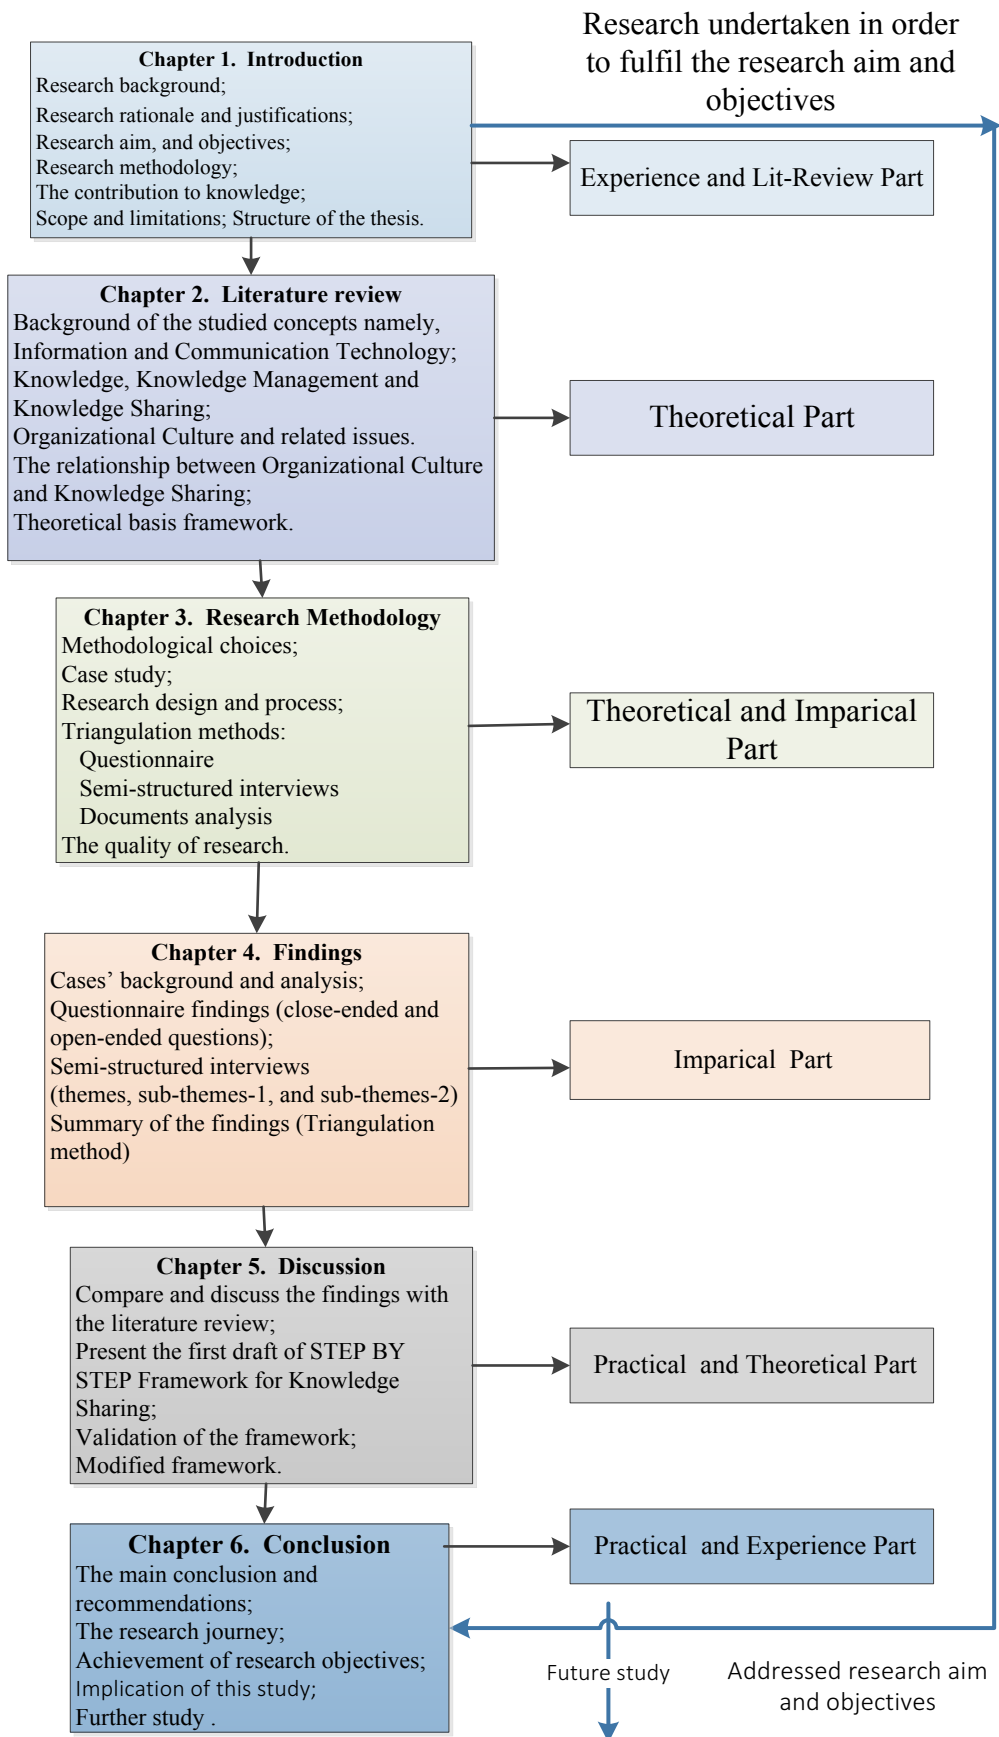 Research undertaken in order
to fulfil the research aim and
objectives
Chapter 1.  Introduction
Research background;
Research rationale and justifications;
Research aim, and objectives;
Research methodology;
The contribution to knowledge;
Scope and limitations; Structure of the thesis.
Experience and Lit-Review Part
Chapter 2.  Literature review
Background of the studied concepts namely,
Information and Communication Technology;
Knowledge, Knowledge Management and
Knowledge Sharing;
Organizational Culture and related issues.
The relationship between Organizational Culture
and Knowledge Sharing;
Theoretical basis framework.
Theoretical Part
Chapter 3.  Research Methodology
Methodological choices;
Case study;
Research design and process;
Triangulation methods:
Questionnaire
Semi-structured interviews
Documents analysis
The quality of research.
Theoretical and Imparical
Part
Chapter 4.  Findings
Cases’ background and analysis;
Questionnaire findings (close-ended and
open-ended questions);
Semi-structured interviews
(themes, sub-themes-1, and sub-themes-2)
Summary of the findings (Triangulation
method)
Imparical  Part
Chapter 5.  Discussion
Compare and discuss the findings with
the literature review;
Present the first draft of STEP BY
STEP Framework for Knowledge
Sharing;
Validation of the framework;
Modified framework.
Practical  and Theoretical Part
Chapter 6.  Conclusion
The main conclusion and
recommendations;
The research journey;
Achievement of research objectives;
Implication of this study;
Further study .
Practical  and Experience Part
Future study
Addressed research aim
and objectives